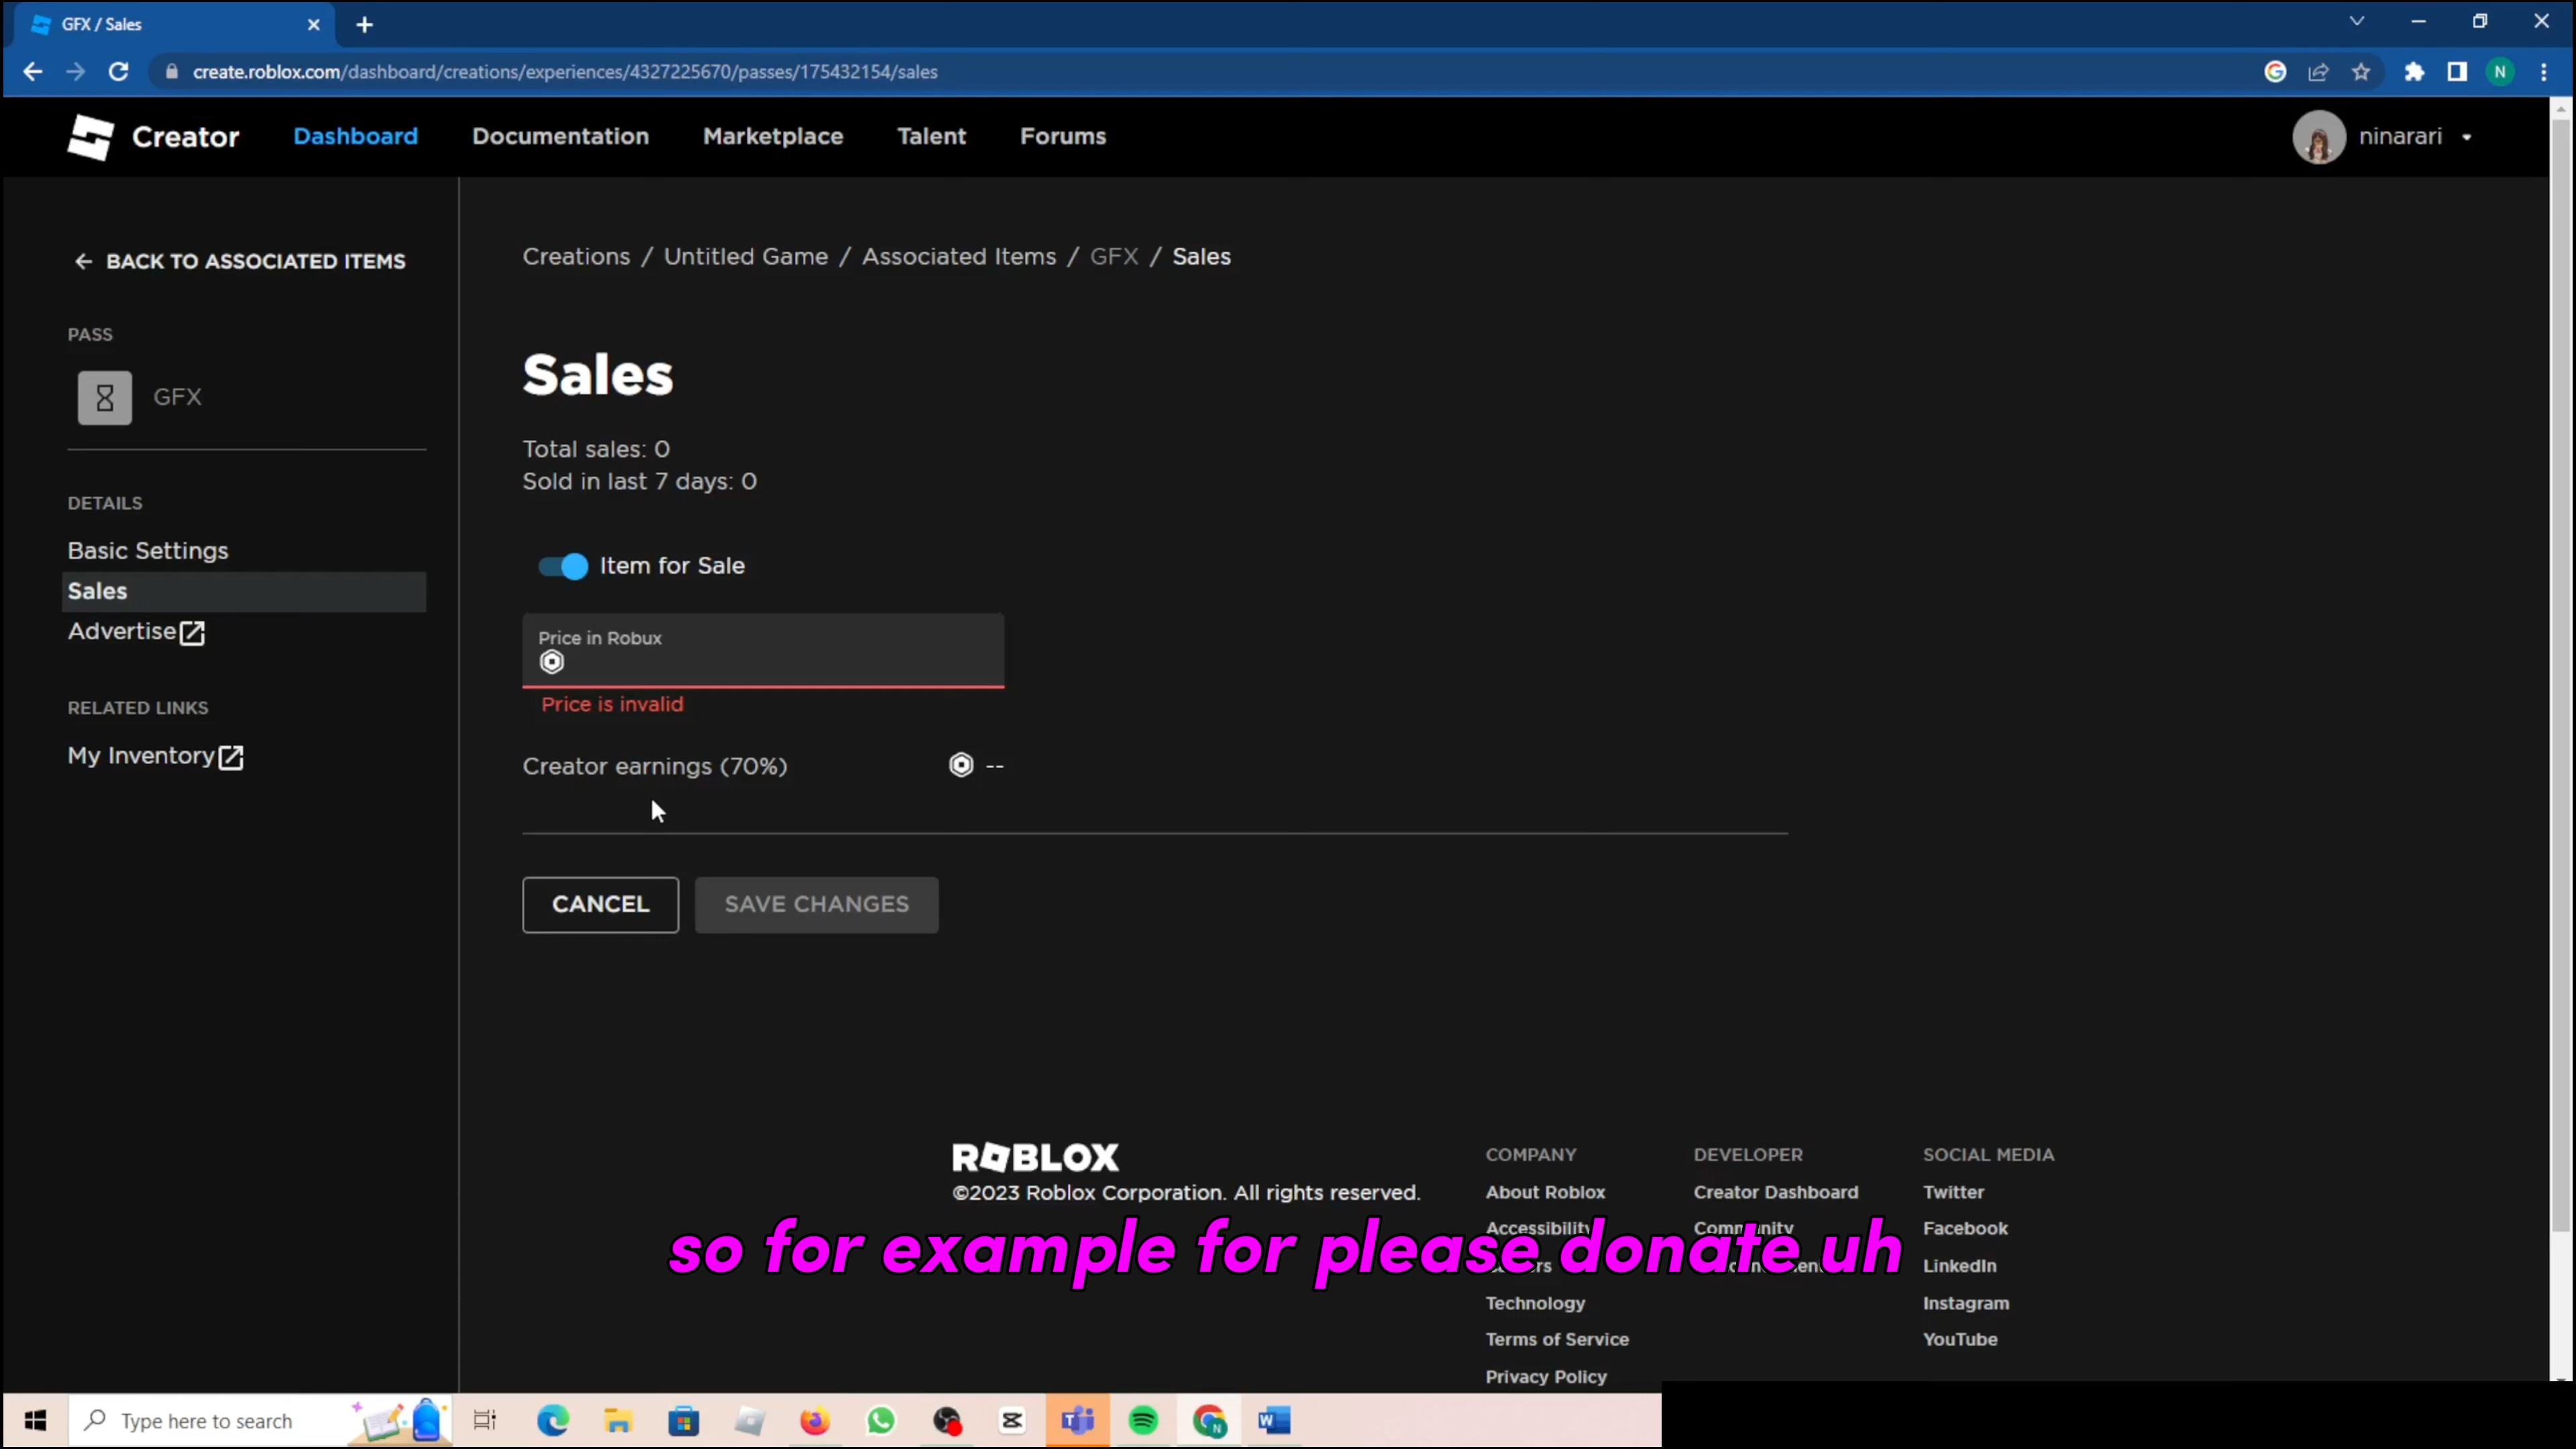 GFX / Sales
create.roblox.com/dashboard/creations/experiences/4327225670/passes/175432154/sales
N
Creator
Dashboard
Documentation
Marketplace
Talent
Forums
ninarari
BACK TO ASSOCIATED ITEMS
PASS
GFX
DETAILS
Basic Settings
Sales
Advertise
RELATED LINKS
My Inventory
Creations / Untitled Game / Associated Items / GFX / Sales
Sales
Total sales: 0
Sold in last 7 days: 0
Item for Sale
Price in Robux
Price is invalid
Creator earnings (70%) --
CANCEL
SAVE CHANGES
ROBLOX
©2023 Roblox Corporation. All rights reserved.
COMPANY
About Roblox
Accessibility
Technology
Terms of Service
Privacy Policy
DEVELOPER
Creator Dashboard
Community
SOCIAL MEDIA
Twitter
Facebook
LinkedIn
Instagram
YouTube
so for example for please donate uh
Type here to search